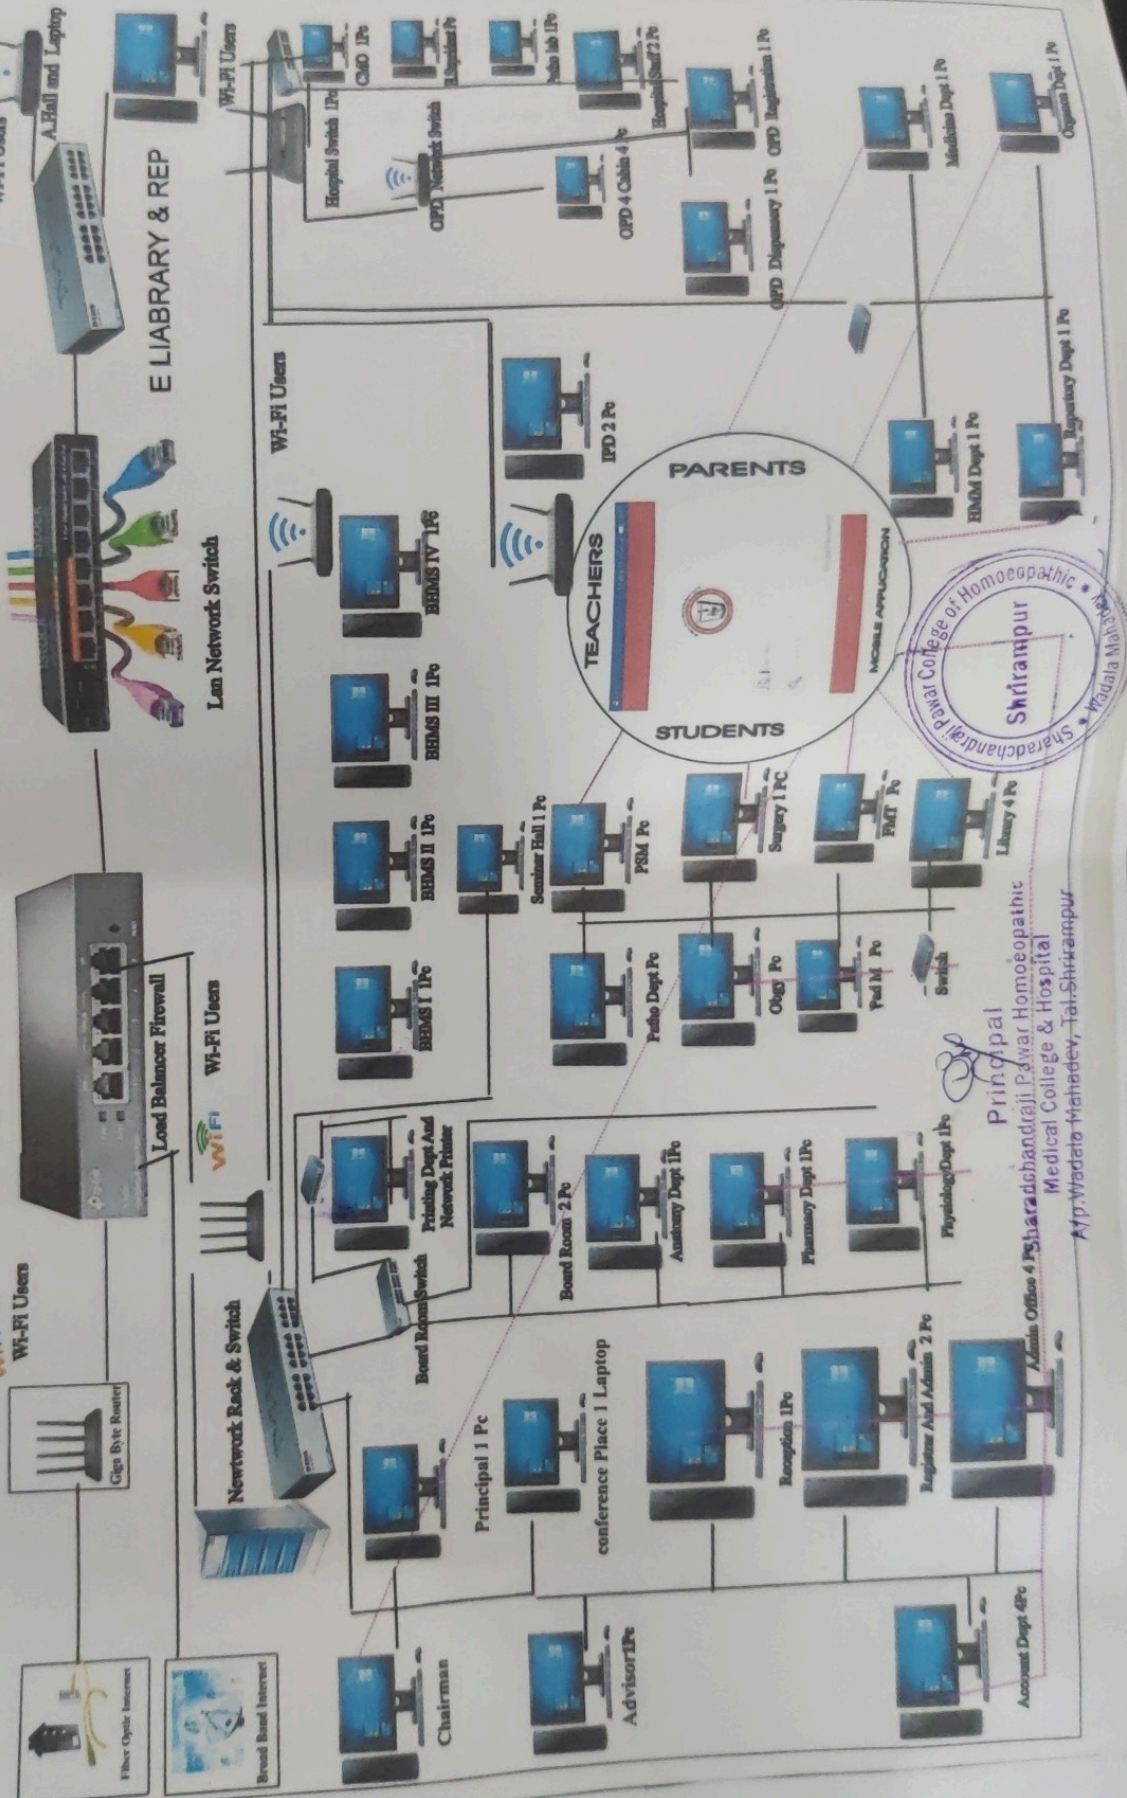 Wi-Fi Users
A.Hall and Laptop
Wi-Fi Users
Fiber Optic Internet
Giga Byte Router
Load Balancer Firewall
Lan Network Switch
E LIABRARY & REP
Broad Band Internet
Newtwork Rack & Switch
WiFi
Wi-Fi Users
Wi-Fi Users
Hospital Switch 1Pc
CMO 1Pc
OPD Network Switch
lab 1Pc
Hospital Staff 2 Pc
OPD 4 Cabin 4 Pc
OPD Registration 1 Pc
OPD Dispensory 1 Pc
Medicine Dept 1 Pc
Organon Dept 1 Pc
Chairman
Principal 1 Pc
Board Room Switch
Printing Dept And
Network Printer
BHMS I 1Pc
BHMS II 1Pc
BHMS III 1Pc
BHMS IV 1Pc
IPD 2 Pc
Advisor1Pc
conference Place 1 Laptop
Board Room 2 Pc
Seminar Hall 1 Pc
Anatomy Dept 1Pc
Patho Dept Pc
PSM Pc
Reception 1Pc
Pharmacy Dept 1Pc
Obgy Pc
Surgery 1 PC
Registrar And Admin 2 Pc
Physiology Dept 1Pc
Pad M Pc
FMT Pc
Account Dept 4Pc
Admin Office 4 Pc
Switch
Library 4 Pc
HMM Dept 1 Pc
Repertory Dept 1 Pc
TEACHERS
PARENTS
STUDENTS
MOBILE APPLICATION
Sharadchandraji Pawar College of Homoeopathic
Wadala Mahadev
Shrirampur
Principal
Sharadchandraji Pawar Homoeopathic
Medical College & Hospital
A/p.Wadala Mahadev, Tal.Shrirampur